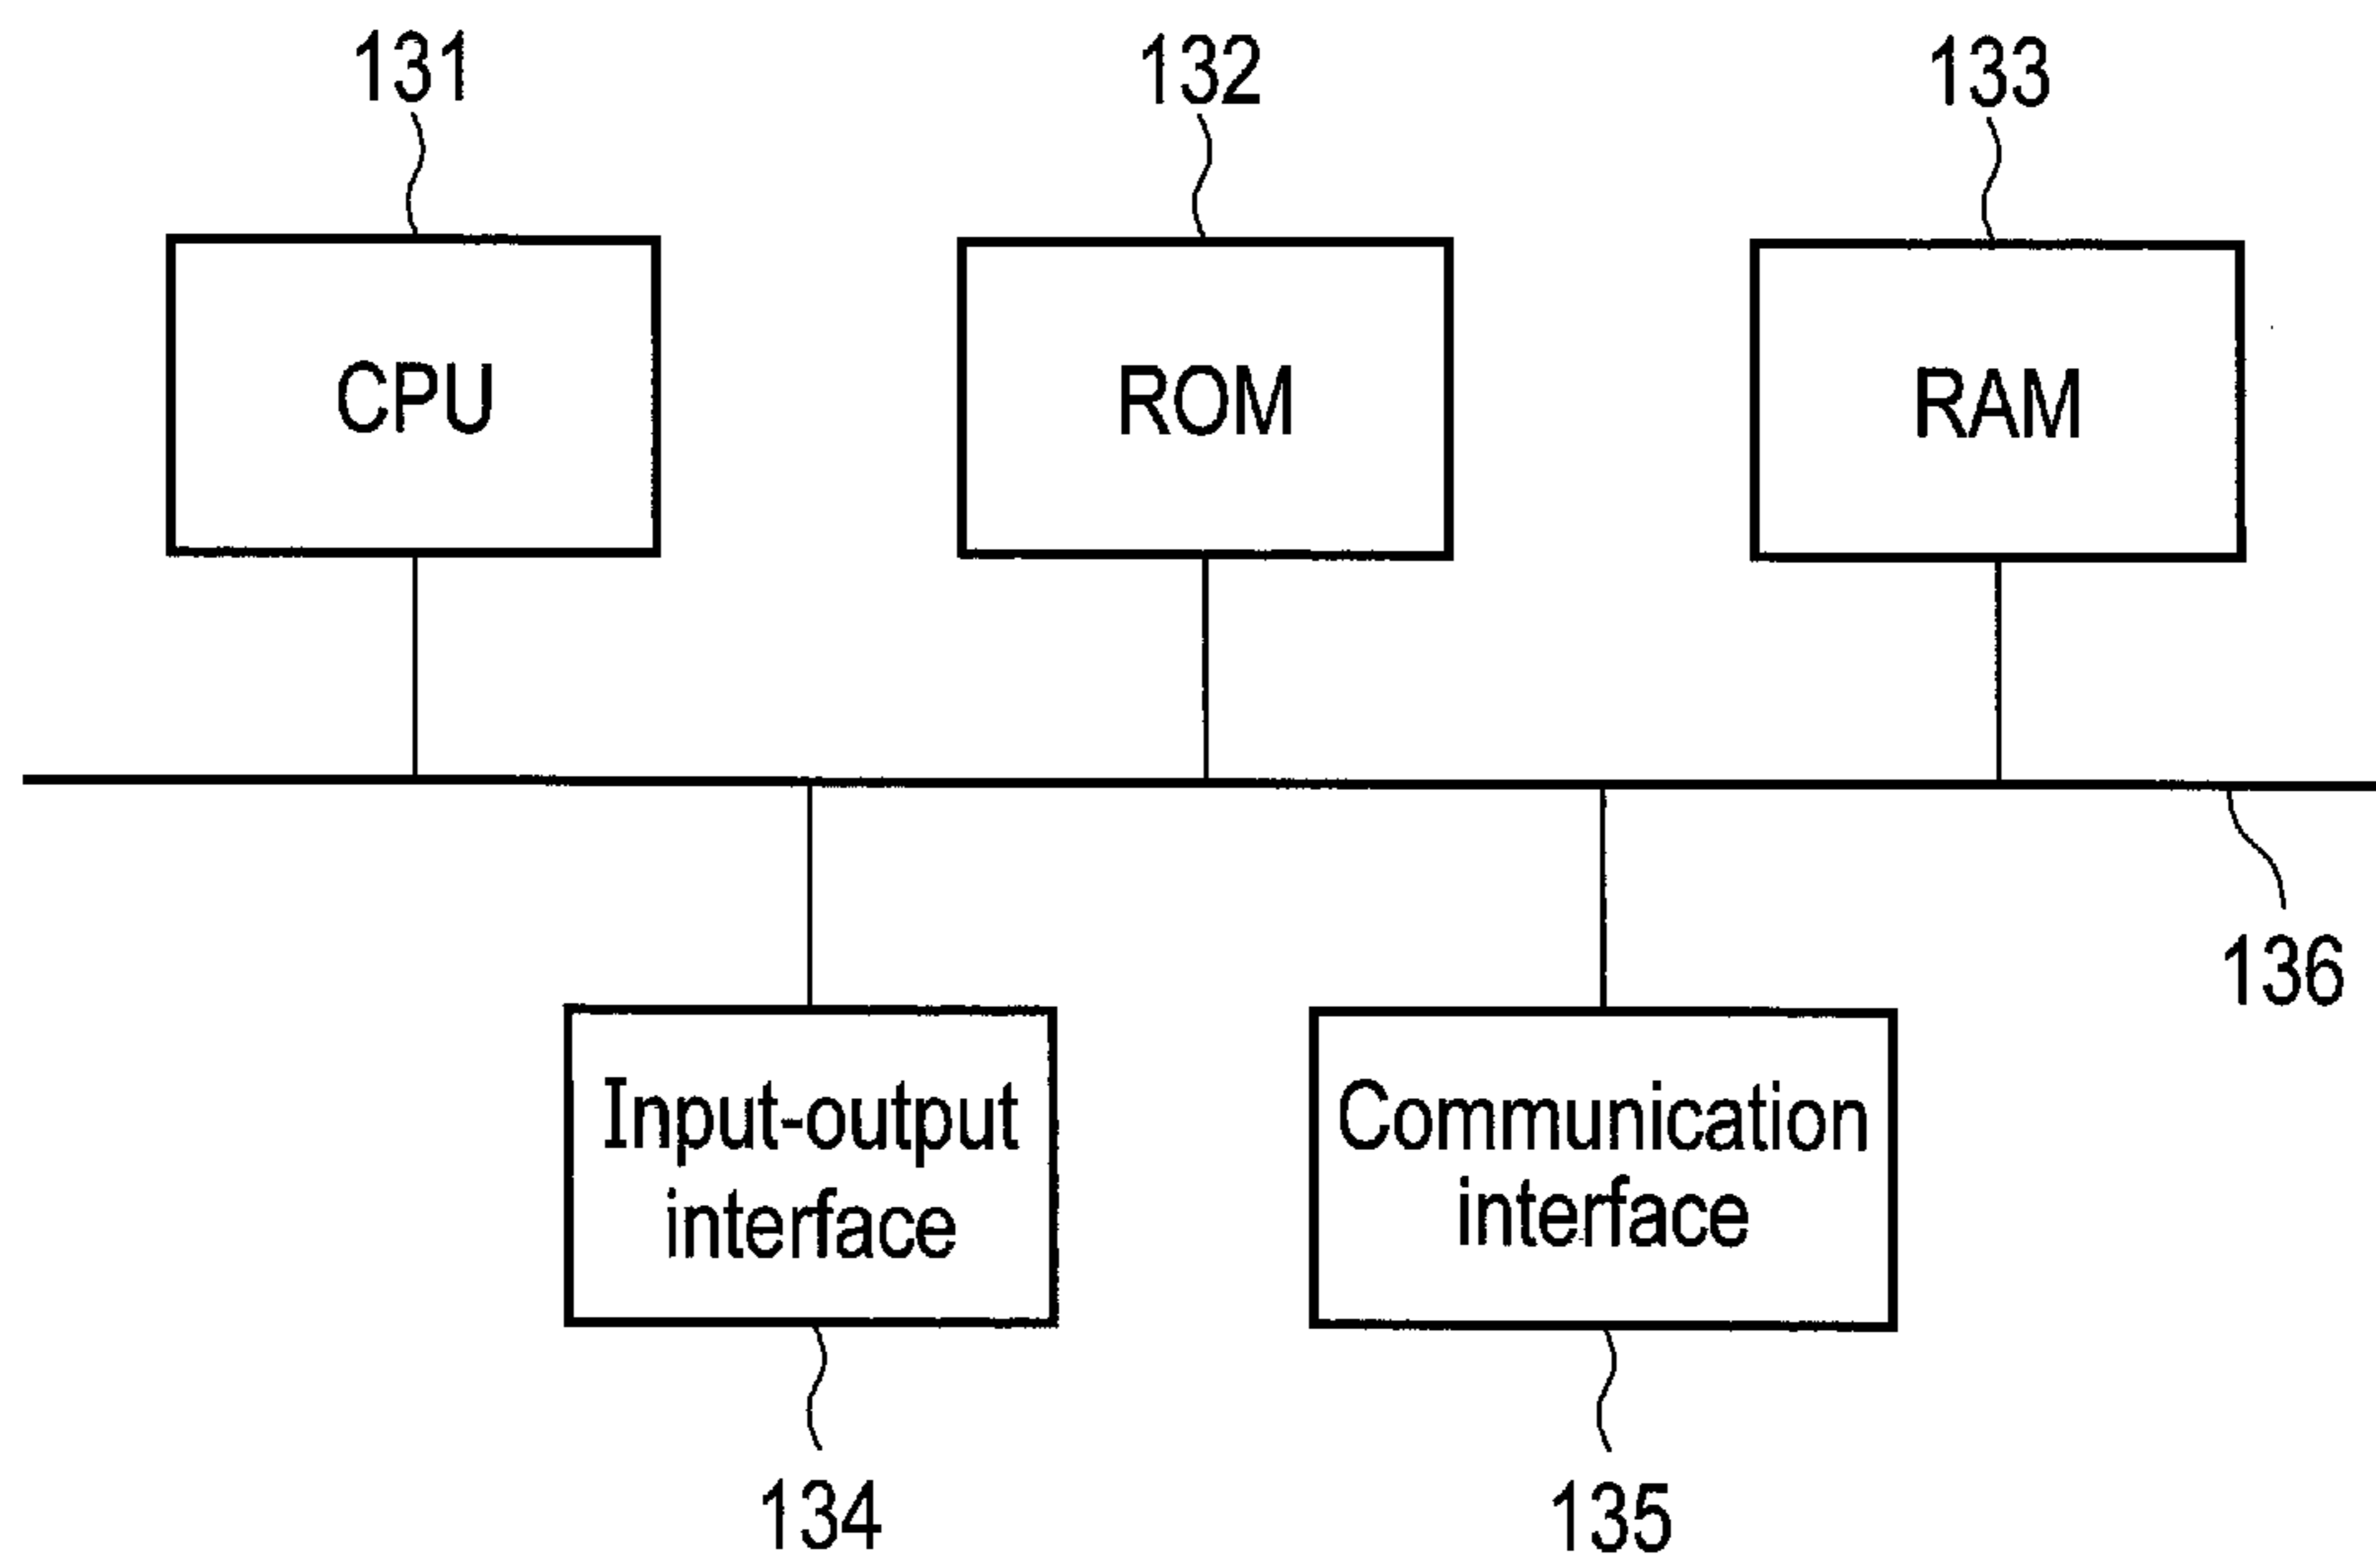 131
132
133
CPU
ROM
RAM
136
Input-output
interface
Communication
interface
134
135